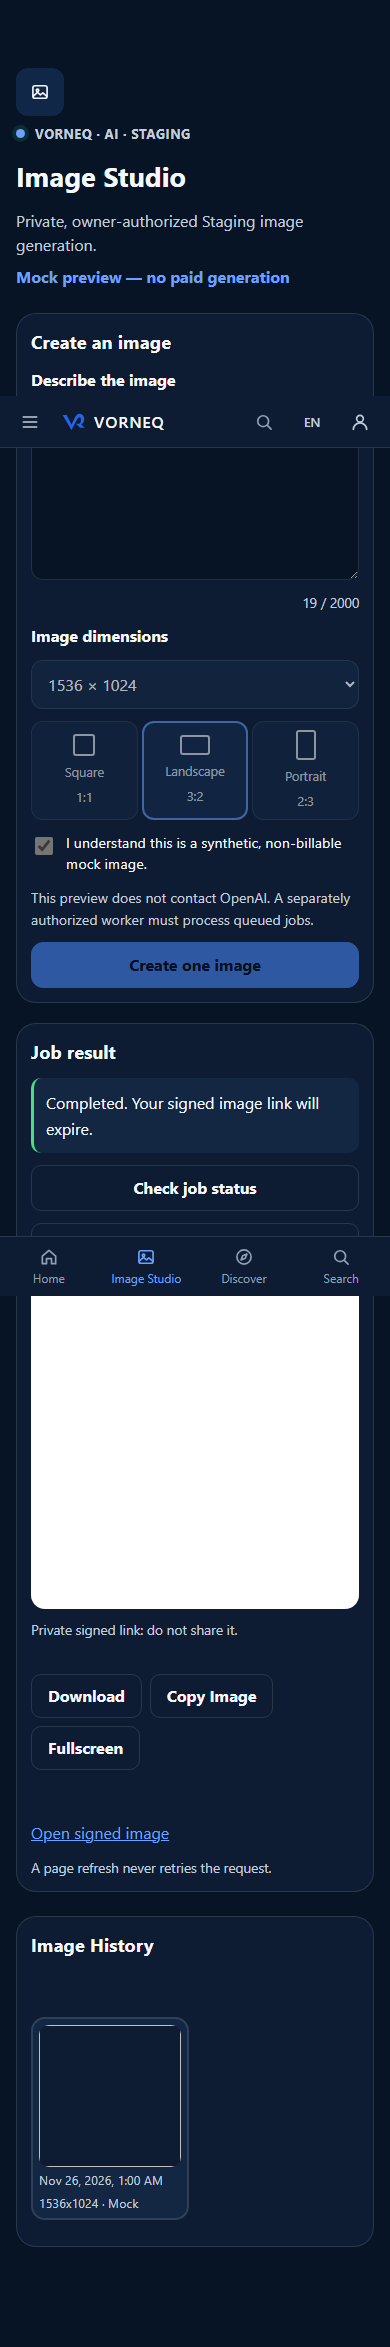 VORNEQ · AI · STAGING
Image Studio
Private, owner-authorized Staging image
generation.
Mock preview — no paid generation
Create an image
Describe the image
VORNEQ
EN
19 / 2000
Image dimensions
1536 × 1024
Square
1:1
Landscape
3:2
Portrait
2:3
I understand this is a synthetic, non-billable
mock image.
This preview does not contact OpenAI. A separately
authorized worker must process queued jobs.
Create one image
Job result
Completed. Your signed image link will
expire.
Check job status
Home
Image Studio
Discover
Search
Private signed link: do not share it.
Download
Copy Image
Fullscreen
Open signed image
A page refresh never retries the request.
Image History
Nov 26, 2026, 1:00 AM
1536x1024 · Mock